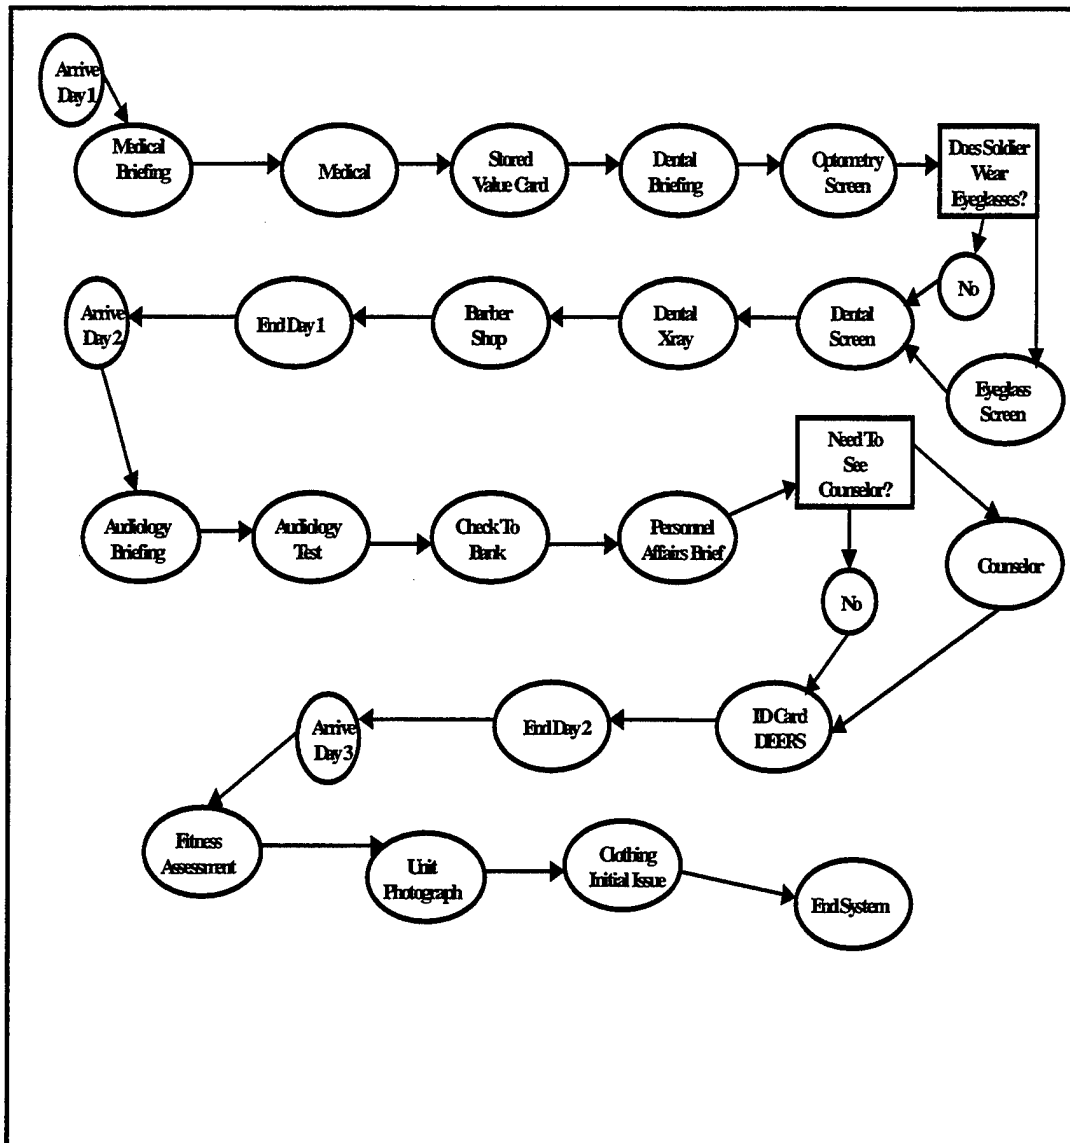 Arrive
Day 1
Medical
Briefing
Medical
Stored
Value Card
Dental
Briefing
Optometry
Screen
Does Soldier
Wear
Eyeglasses?
No
Eyeglass
Screen
Dental
Screen
Dental
Xray
Barber
Shop
End Day 1
Arrive
Day 2
Audiology
Briefing
Audiology
Test
Check To
Bank
Personnel
Affairs Brief
Need To
See
Counselor?
No
Counselor
ID Card
DEERS
End Day 2
Arrive
Day 3
Fitness
Assessment
Unit
Photograph
Clothing
Initial Issue
End System